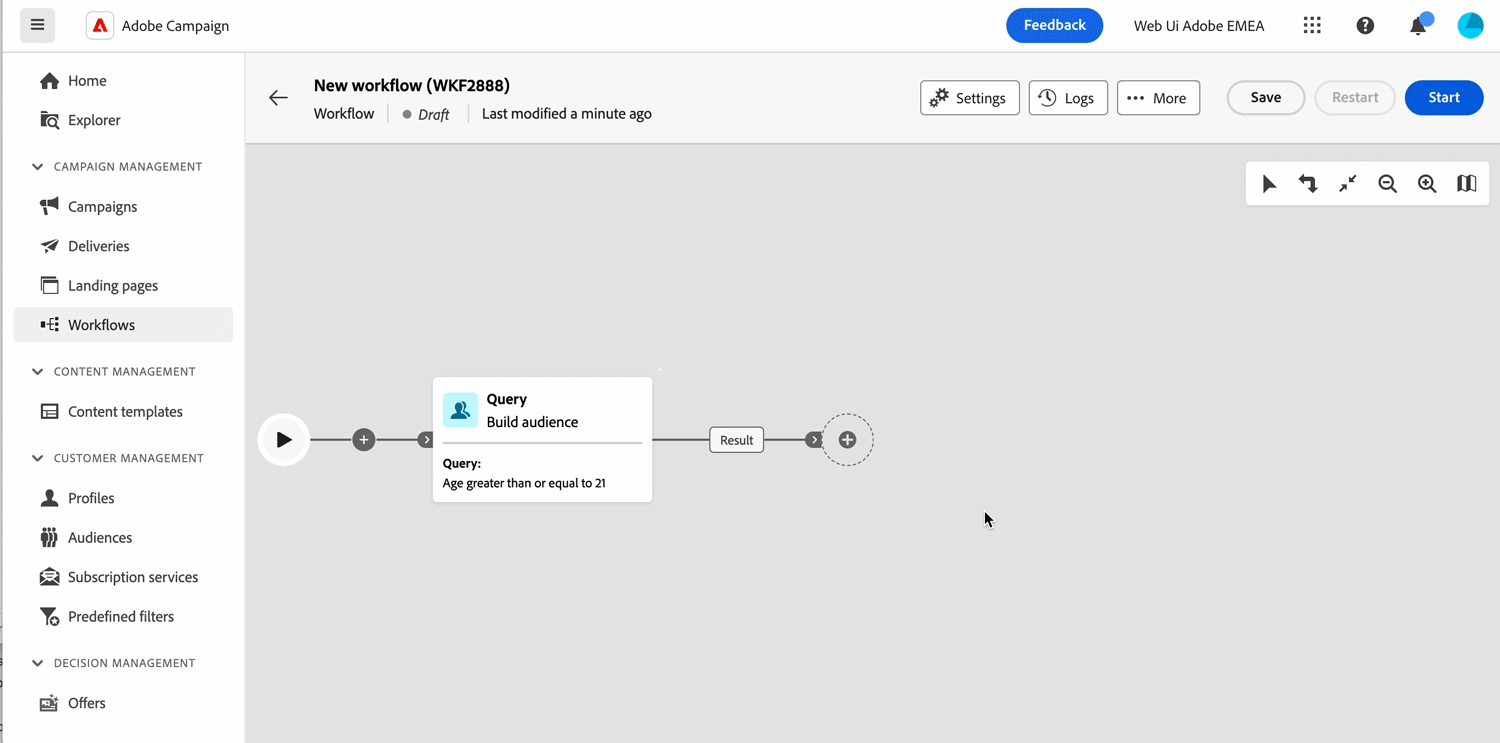 Adobe Campaign
Feedback
Web Ui Adobe EMEA
Home
Explorer
CAMPAIGN MANAGEMENT
Campaigns
Deliveries
Landing pages
Workflows
CONTENT MANAGEMENT
Content templates
CUSTOMER MANAGEMENT
Profiles
Audiences
Subscription services
Predefined filters
DECISION MANAGEMENT
Offers
New workflow (WKF2888)
Workflow
Draft
Last modified a minute ago
Settings
Logs
More
Save
Restart
Start
Query
Build audience
Query:
Age greater than or equal to 21
Result